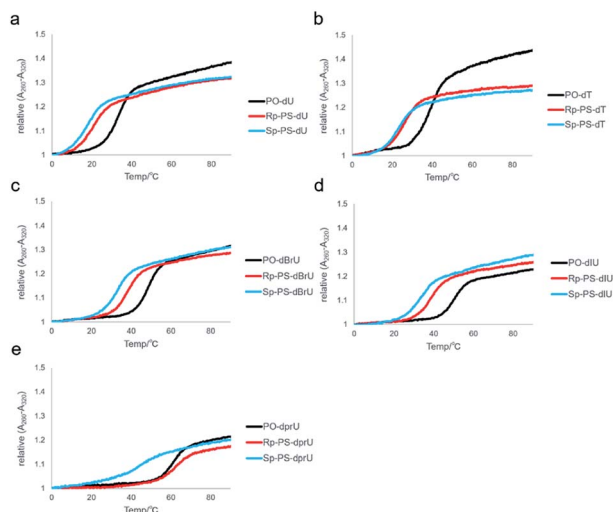 a
1.5
1.4
1.3
1.2
1.1
1
relative (A260-A320)
0 20 40 60 80
Temp/°C
PO-dU
Rp-PS-dU
Sp-PS-dU
b
1.5
1.4
1.3
1.2
1.1
1
relative (A260-A320)
0 20 40 60 80
Temp/°C
PO-dT
Rp-PS-dT
Sp-PS-dT
c
1.5
1.4
1.3
1.2
1.1
1
relative (A260-A320)
0 20 40 60 80
Temp/°C
PO-dBrU
Rp-PS-dBrU
Sp-PS-dBrU
d
1.5
1.4
1.3
1.2
1.1
1
relative (A260-A320)
0 20 40 60 80
Temp/°C
PO-dIU
Rp-PS-dIU
Sp-PS-dIU
e
1.5
1.4
1.3
1.2
1.1
1
relative (A260-A320)
0 20 40 60 80
Temp/°C
PO-dprU
Rp-PS-dprU
Sp-PS-dprU